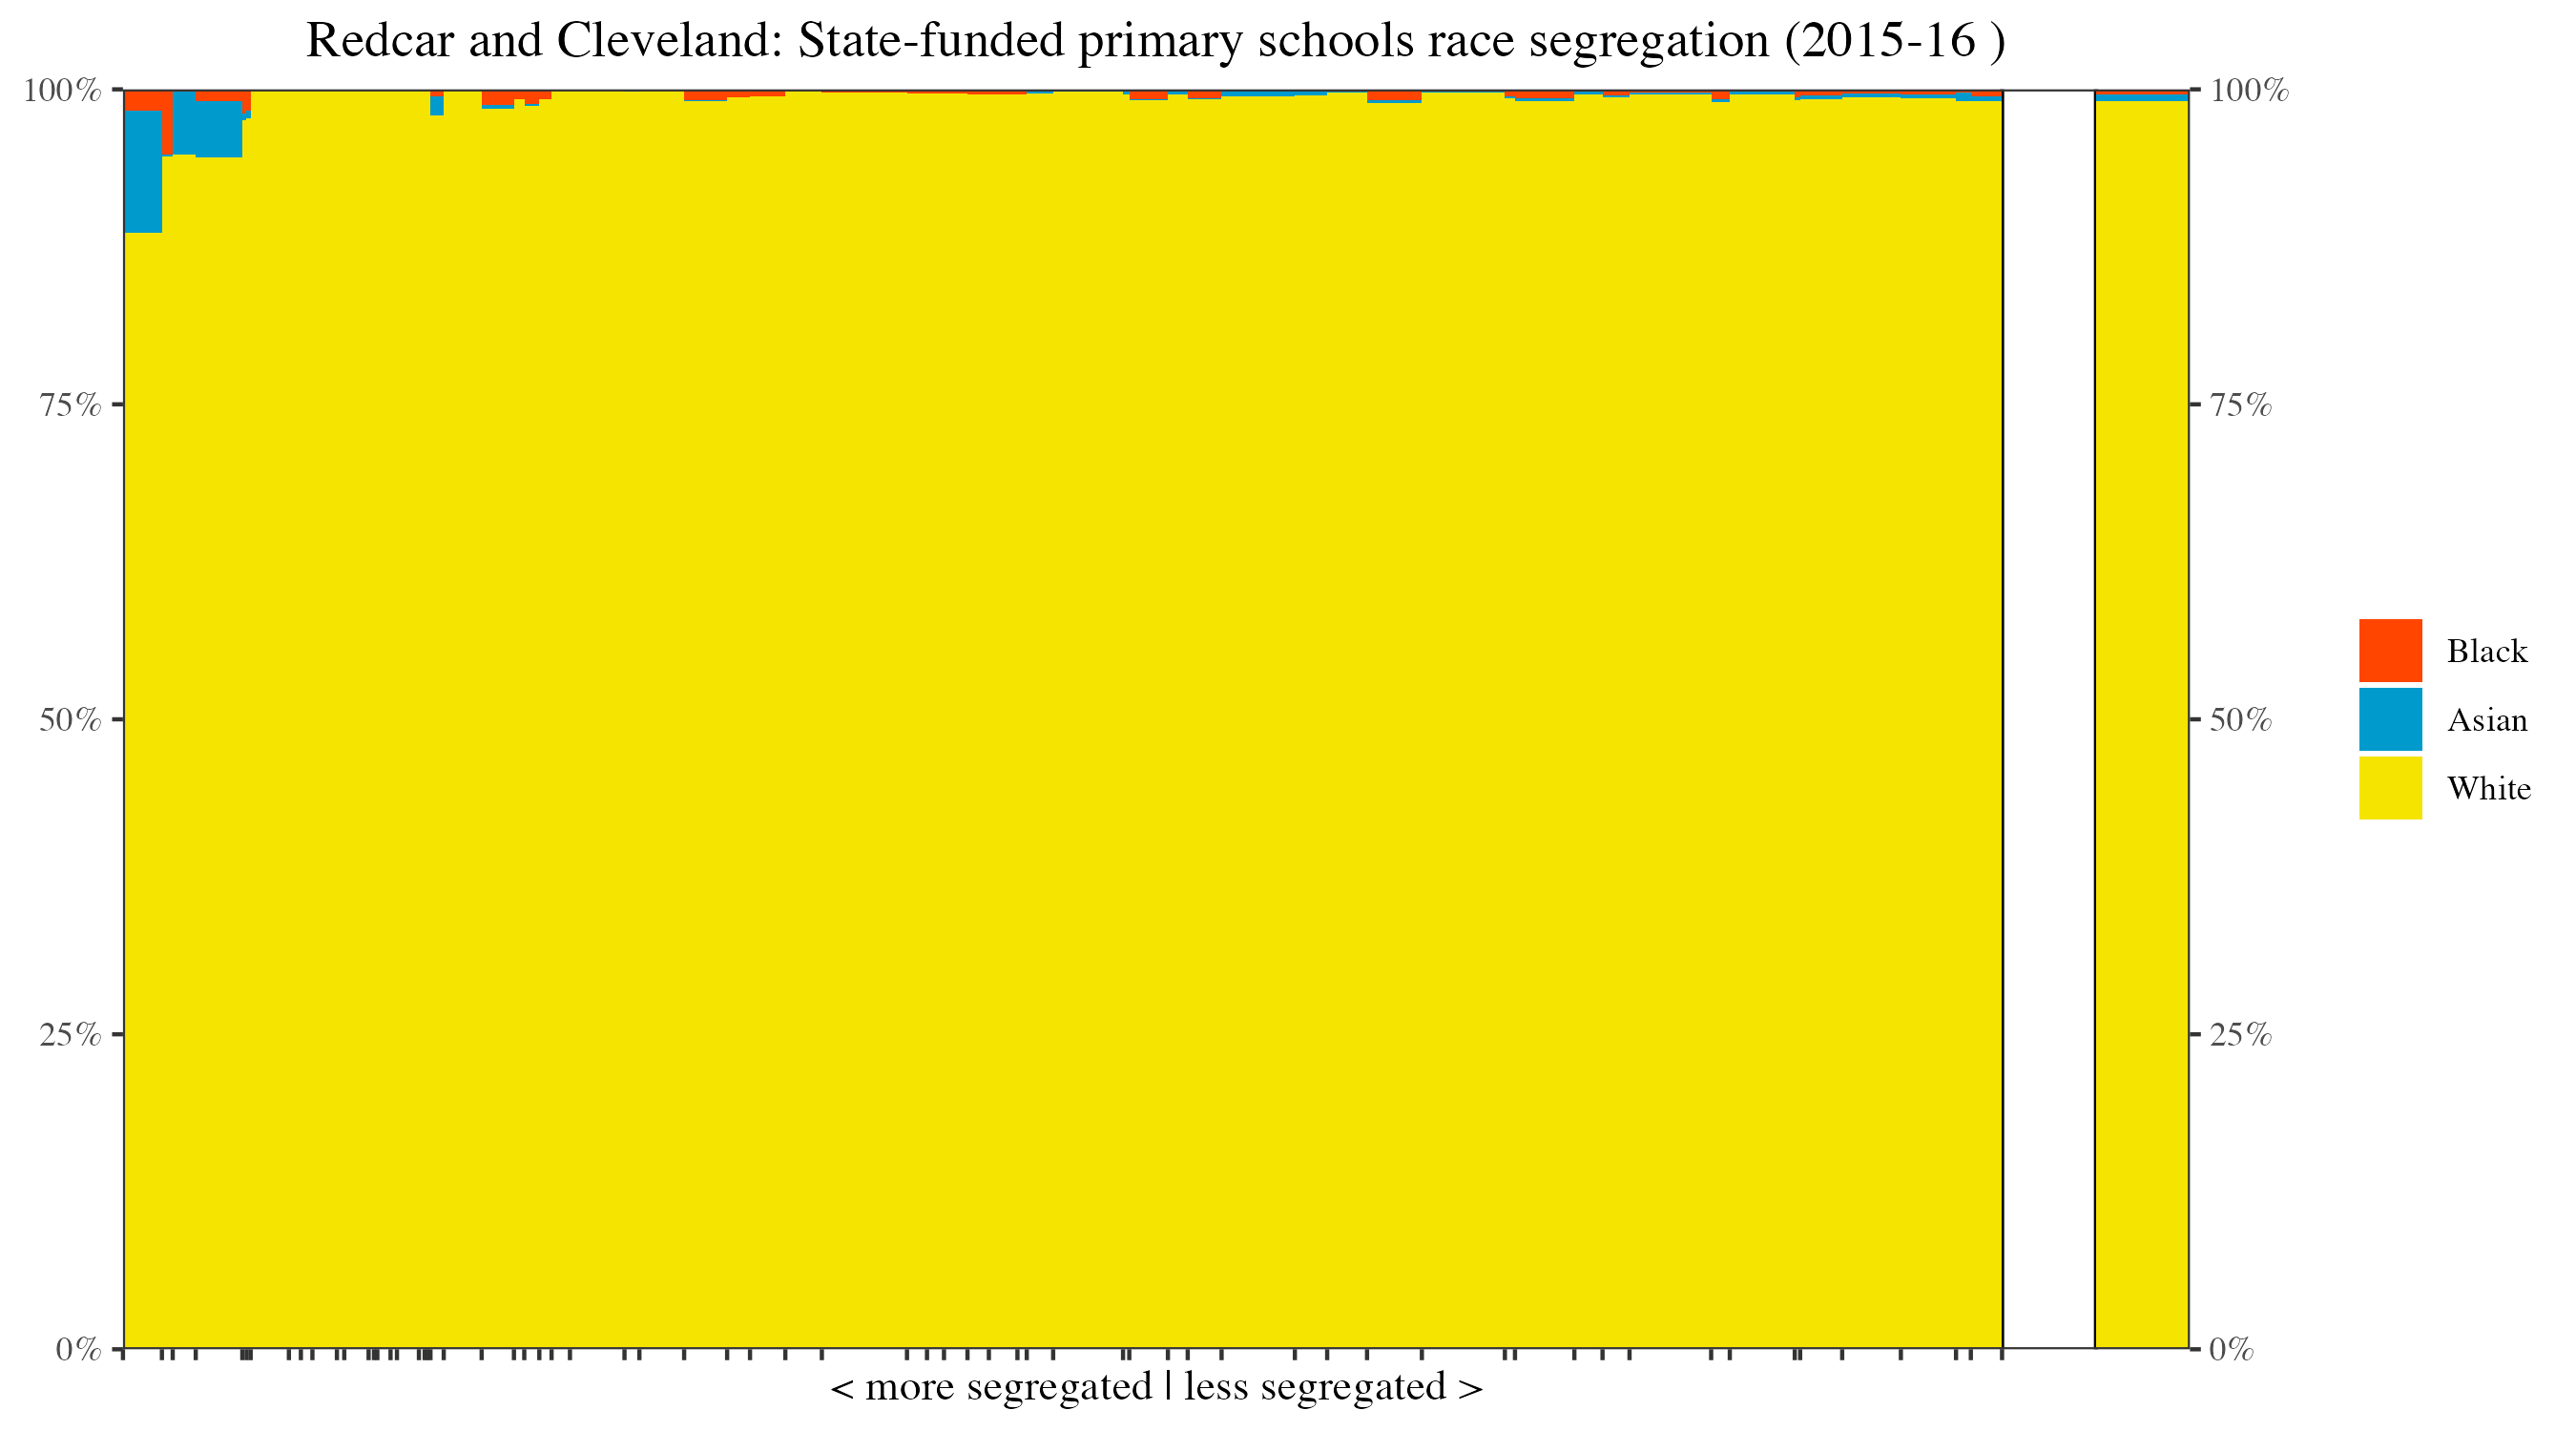 Redcar and Cleveland: State-funded primary schools race segregation (2015-16 )
100%
75%
50%
25%
0%
100%
75%
50%
25%
0%
Black
Asian
White
< more segregated | less segregated >